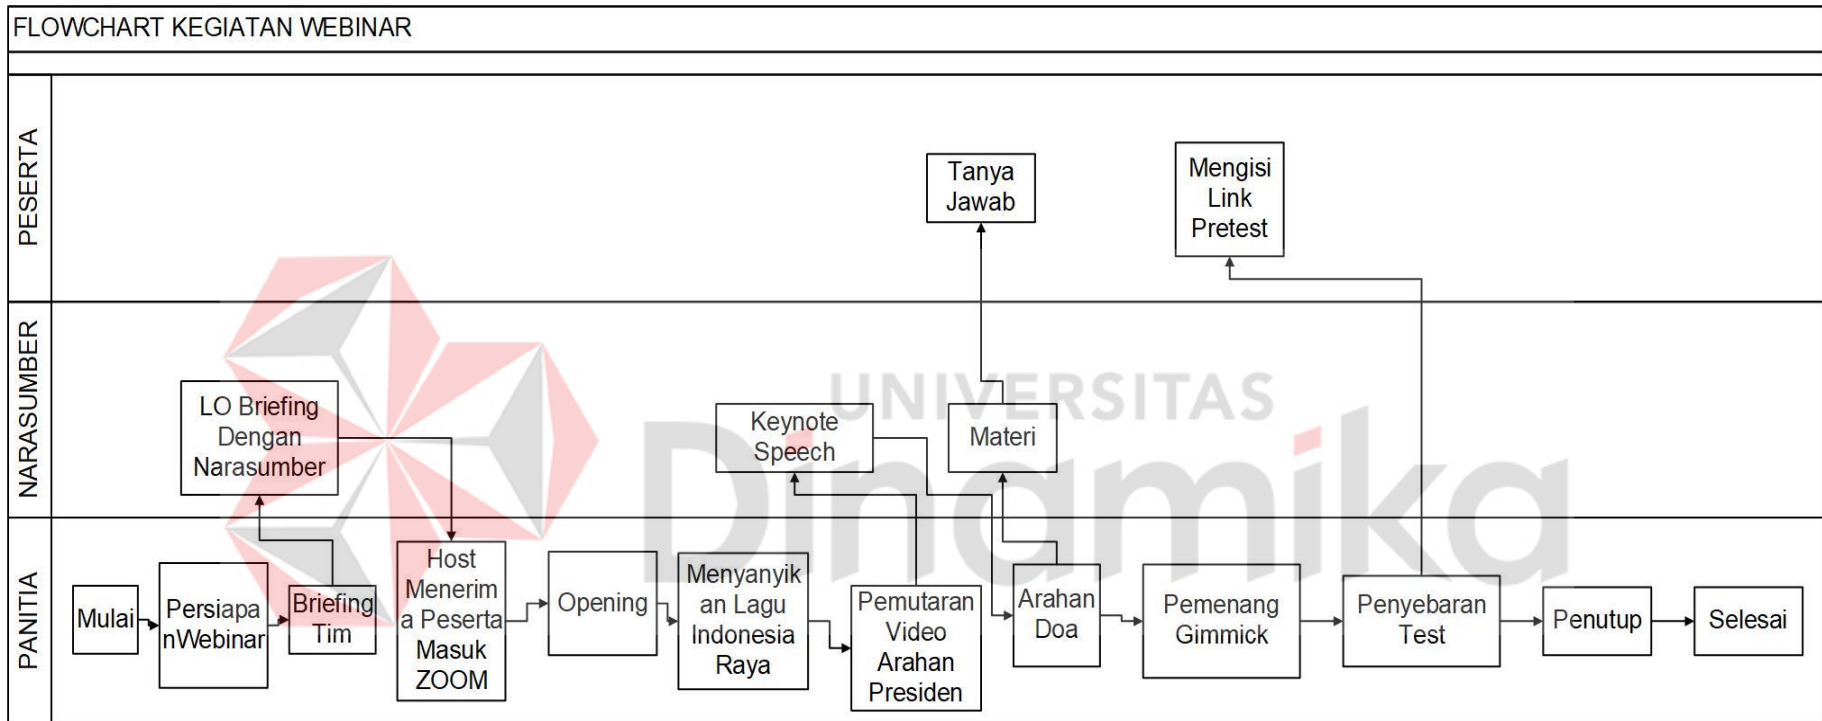 FLOWCHART KEGIATAN WEBINAR
PESERTA
Tanya
Jawab
Mengisi
Link
Pretest
NARASUMBER
LO Briefing
Dengan
Narasumber
Keynote
Speech
Materi
UNIVERSITAS
Dinamika
PANITIA
Mulai
Persiapa
nWebinar
Briefing
Tim
Host
Menerim
a Peserta
Masuk
ZOOM
Opening
Menyanyik
an Lagu
Indonesia
Raya
Pemutaran
Video
Arahan
Presiden
Arahan
Doa
Pemenang
Gimmick
Penyebaran
Test
Penutup
Selesai